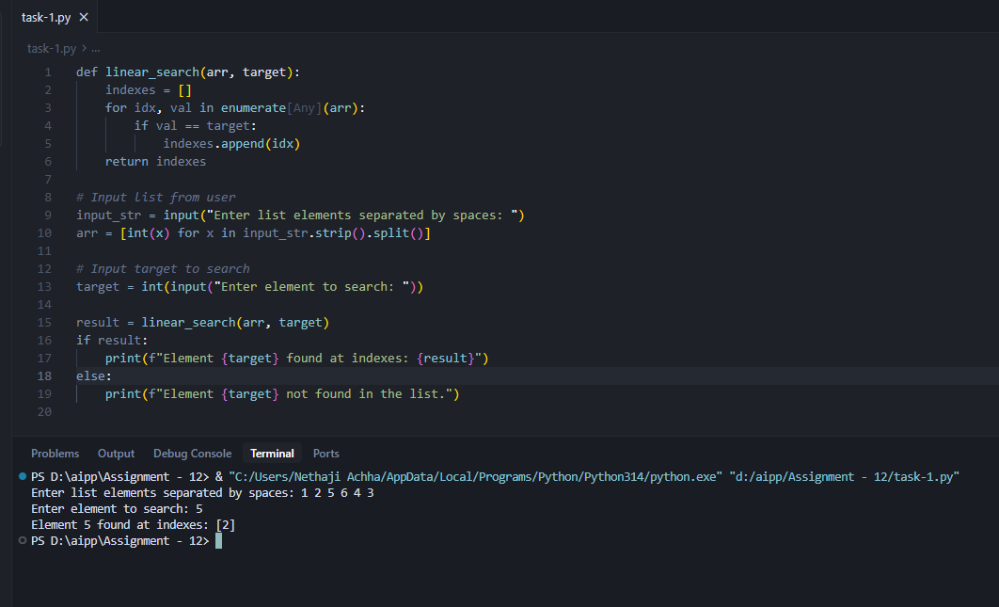 task-1.py ×
task-1.py > ...
1 def linear_search(arr, target):
2     indexes = []
3     for idx, val in enumerate[Any](arr):
4         if val == target:
5             indexes.append(idx)
6     return indexes
7
8 # Input list from user
9 input_str = input("Enter list elements separated by spaces: ")
10 arr = [int(x) for x in input_str.strip().split()]
11
12 # Input target to search
13 target = int(input("Enter element to search: "))
14
15 result = linear_search(arr, target)
16 if result:
17     print(f"Element {target} found at indexes: {result}")
18 else:
19     print(f"Element {target} not found in the list.")
20
Problems Output Debug Console Terminal Ports
PS D:\aipp\Assignment - 12> & "C:/Users/Nethaji Achha/AppData/Local/Programs/Python/Python314/python.exe" "d:/aipp/Assignment - 12/task-1.py"
Enter list elements separated by spaces: 1 2 5 6 4 3
Enter element to search: 5
Element 5 found at indexes: [2]
PS D:\aipp\Assignment - 12>